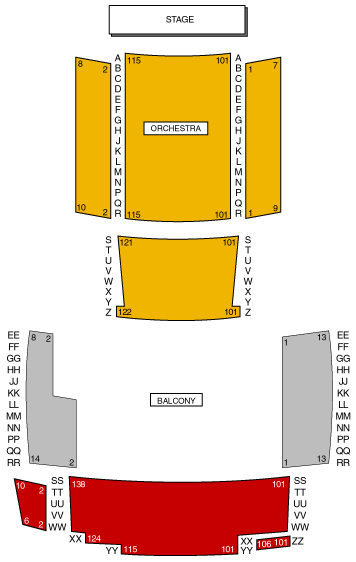 STAGE
8 2 A 115 101 A 1 7
B B
C C
D D
E E
F F
G G
H ORCHESTRA H
J J
K K
L L
M M
N N
P P
Q Q
10 2 R 115 101 R 1 9
S 121 101 S
T T
U U
V V
W W
X X
Y Y
Z 122 101 Z
EE 8 2 1 13 EE
FF FF
GG GG
HH HH
JJ JJ
KK KK
LL BALCONY LL
MM MM
NN NN
PP PP
QQ QQ
RR 14 2 1 13 RR
10 2 SS 138 101 SS
TT TT
UU UU
VV VV
6 2 WW WW
XX 124 XX 106 101 ZZ
YY 115 101 YY